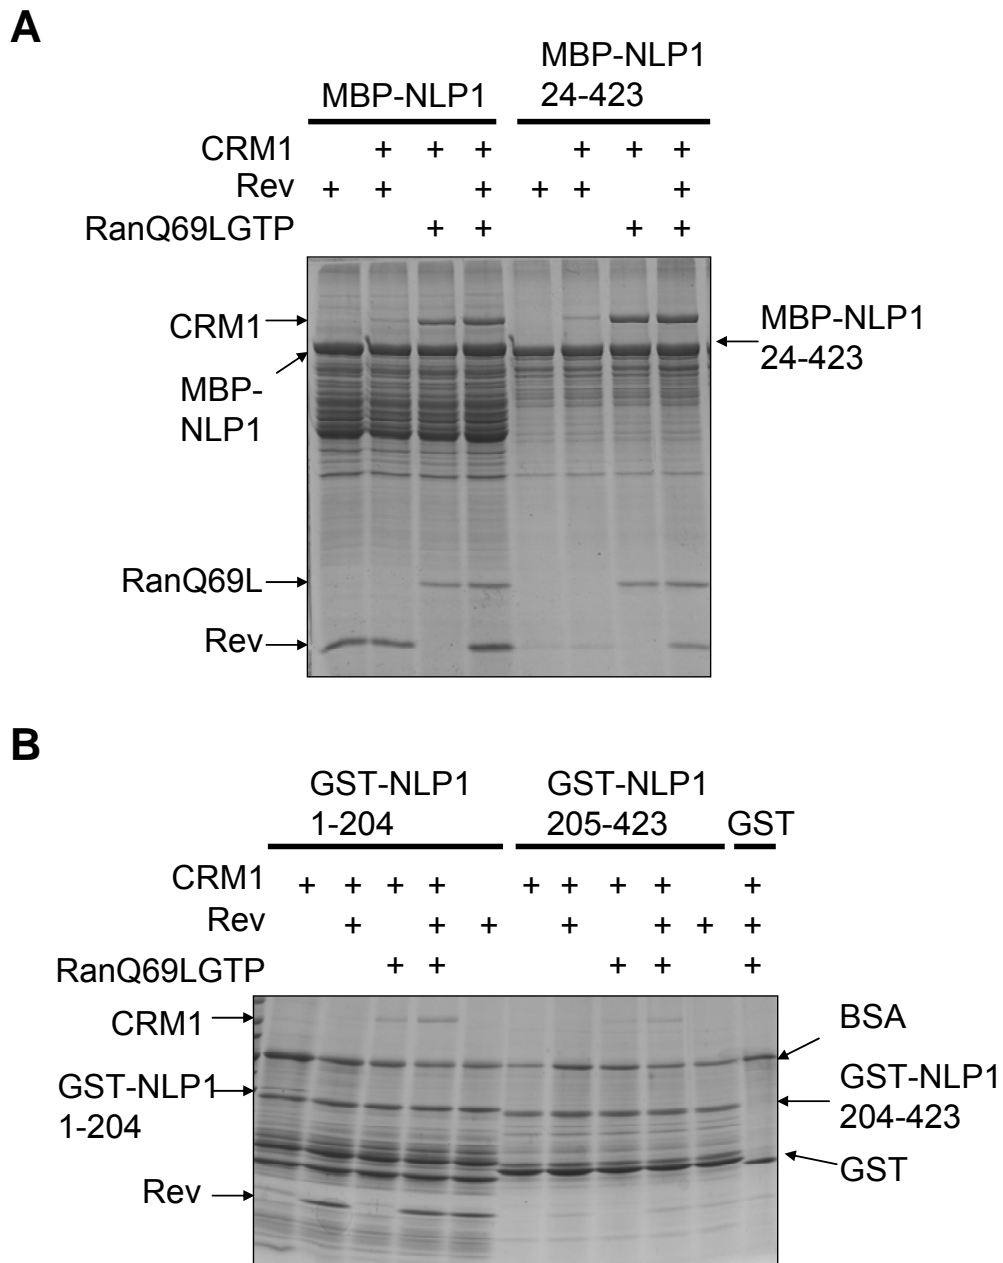 A
MBP-NLP1
MBP-NLP1
24-423
CRM1 + + + + + +
Rev + + + + + +
RanQ69LGTP + + + +
CRM1
MBP-
NLP1
MBP-NLP1
24-423
RanQ69L
Rev
B
GST-NLP1
1-204
GST-NLP1
205-423
GST
CRM1 + + + + + + + + +
Rev + + + + + + +
RanQ69LGTP + + + + +
CRM1
BSA
GST-NLP1
1-204
GST-NLP1
204-423
GST
Rev